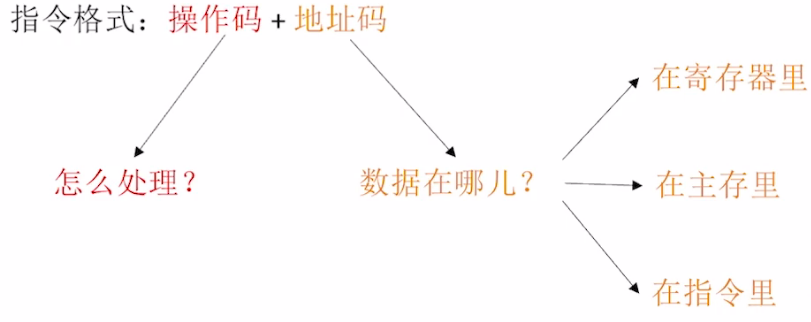 指令格式：操作码 + 地址码
在寄存器里
怎么处理？
数据在哪儿？
在主存里
在指令里